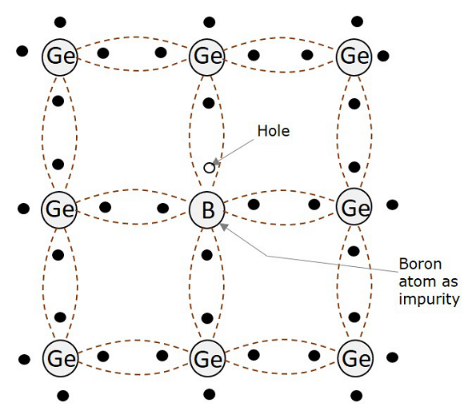 Ge Ge Ge
Hole
Ge B Ge
Boron
atom as
impurity
Ge Ge Ge